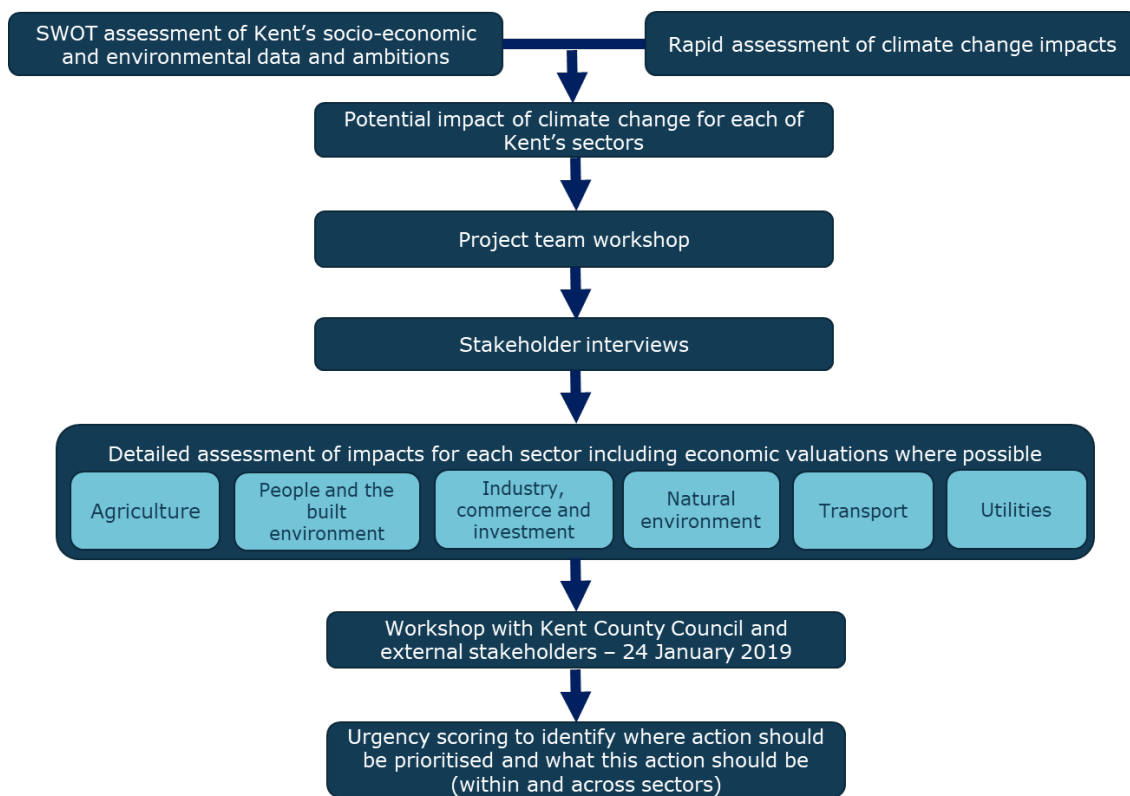 SWOT assessment of Kent’s socio-economic
and environmental data and ambitions
Rapid assessment of climate change impacts
Potential impact of climate change for each of
Kent’s sectors
Project team workshop
Stakeholder interviews
Detailed assessment of impacts for each sector including economic valuations where possible
Agriculture
People and the
built
environment
Industry,
commerce and
investment
Natural
environment
Transport
Utilities
Workshop with Kent County Council and
external stakeholders – 24 January 2019
Urgency scoring to identify where action should
be prioritised and what this action should be
(within and across sectors)